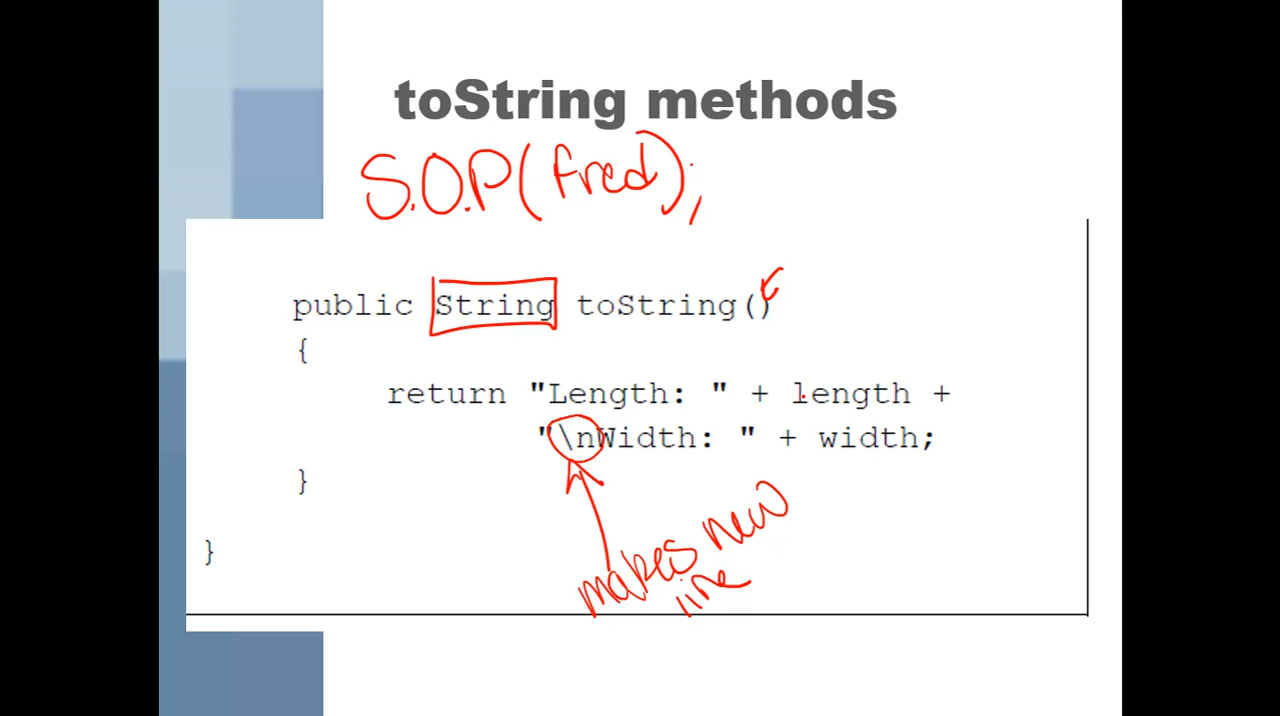 toString methods
S.O.P(fred);
public String toString()
{
return "Length: " + length +
"\nWidth: " + width;
}
makes new
line
}